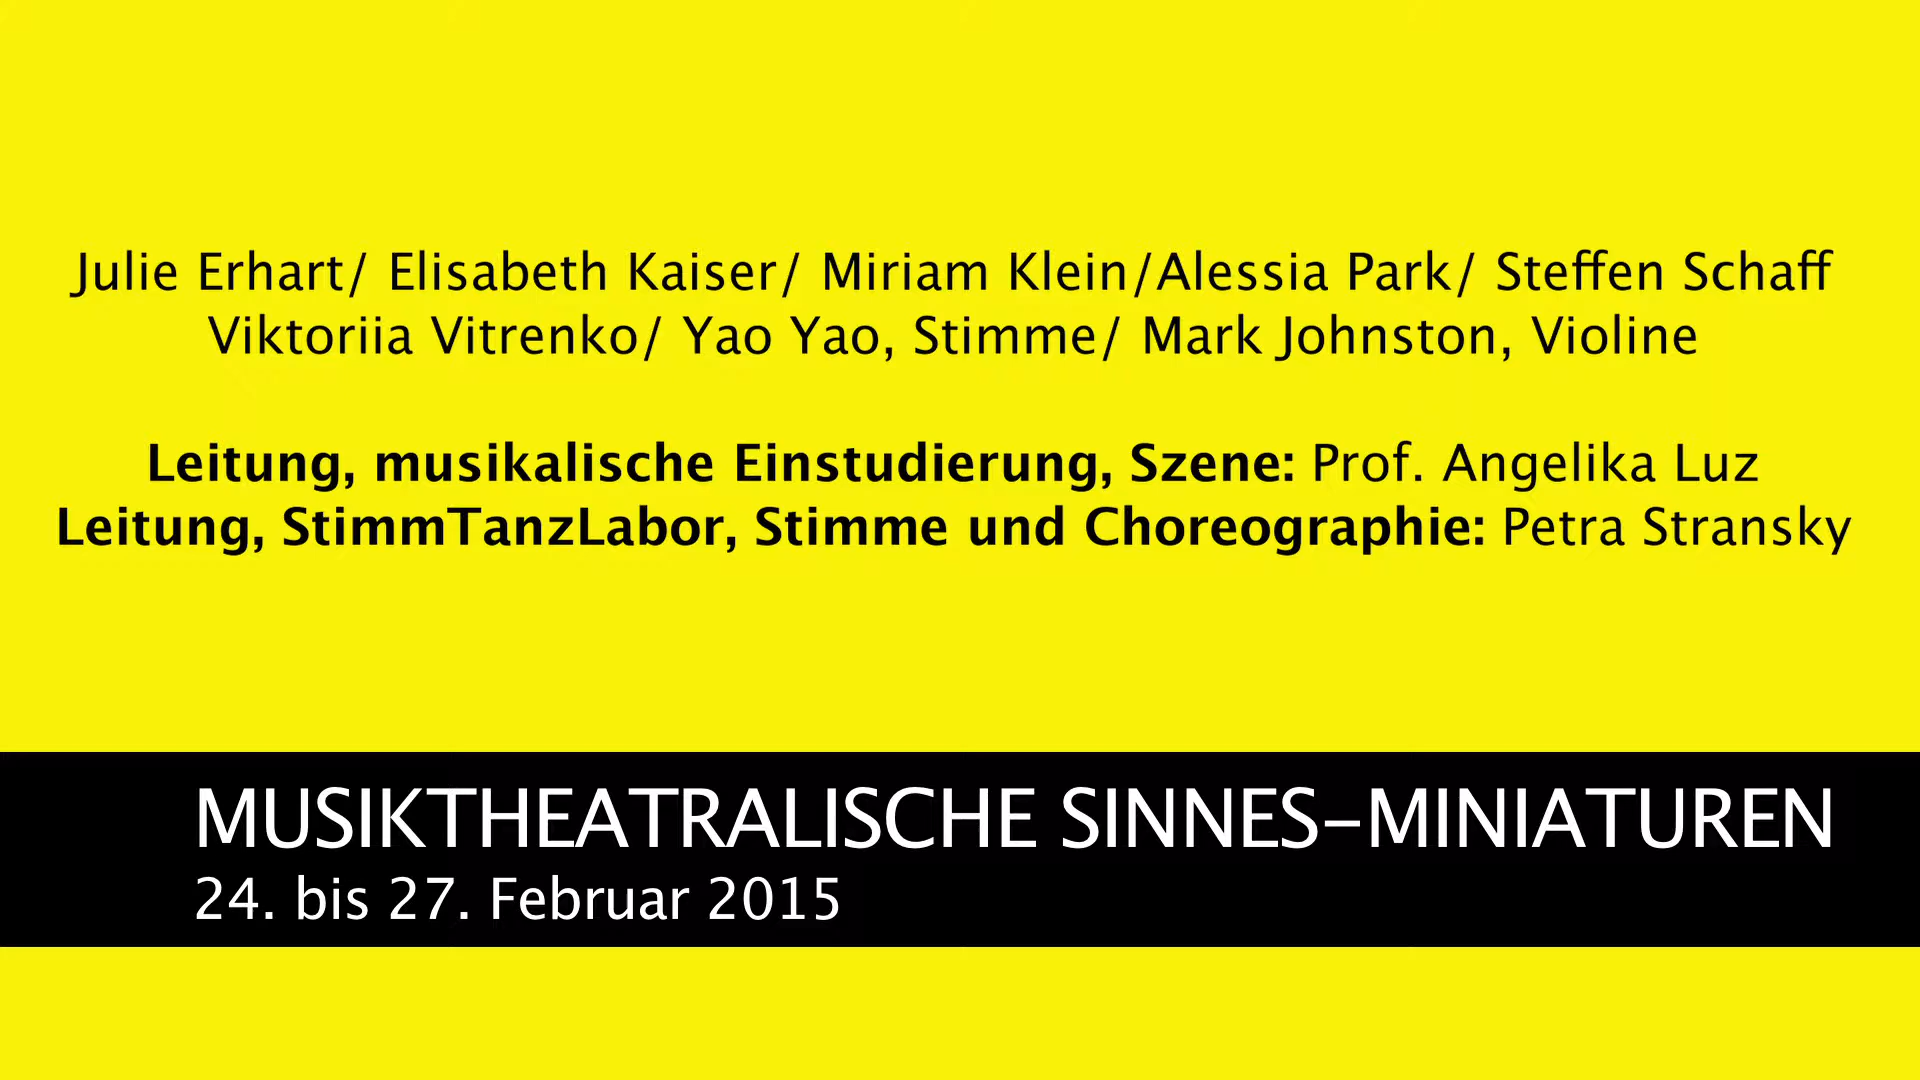 Julie Erhart/ Elisabeth Kaiser/ Miriam Klein/Alessia Park/ Steffen Schaff
Viktoriia Vitrenko/ Yao Yao, Stimme/ Mark Johnston, Violine
Leitung, musikalische Einstudierung, Szene: Prof. Angelika Luz
Leitung, StimmTanzLabor, Stimme und Choreographie: Petra Stransky
MUSIKTHEATRALISCHE SINNES-MINIATUREN
24. bis 27. Februar 2015